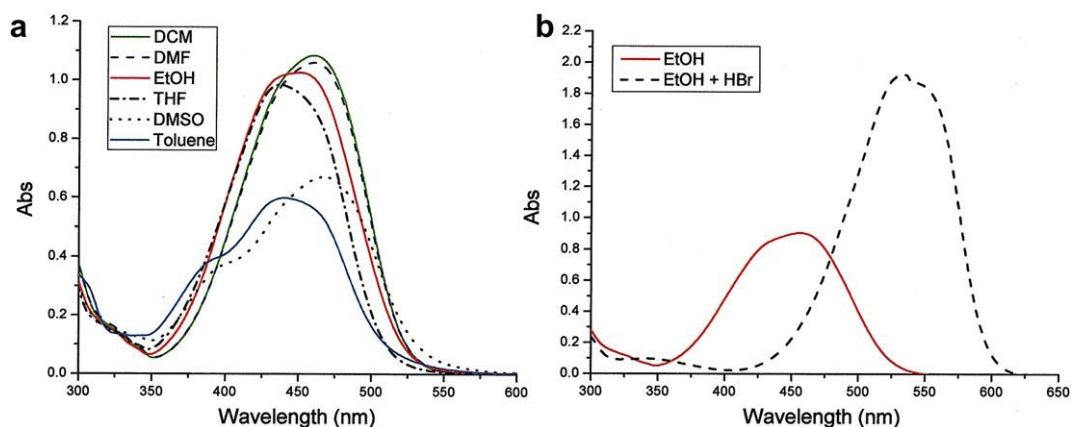 a
1.2
1.0
0.8
0.6
0.4
0.2
0.0
Abs
DCM
DMF
EtOH
THF
DMSO
Toluene
300 350 400 450 500 550 600
Wavelength (nm)
b
2.2
2.0
1.8
1.6
1.4
1.2
1.0
0.8
0.6
0.4
0.2
0.0
Abs
EtOH
EtOH + HBr
300 350 400 450 500 550 600 650
Wavelength (nm)